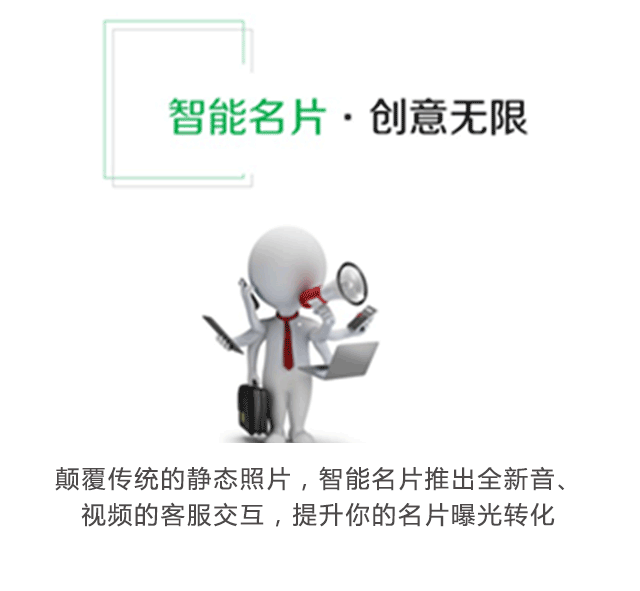 智能名片·创意无限
颠覆传统的静态照片，智能名片推出全新音、
视频的客服交互，提升你的名片曝光转化